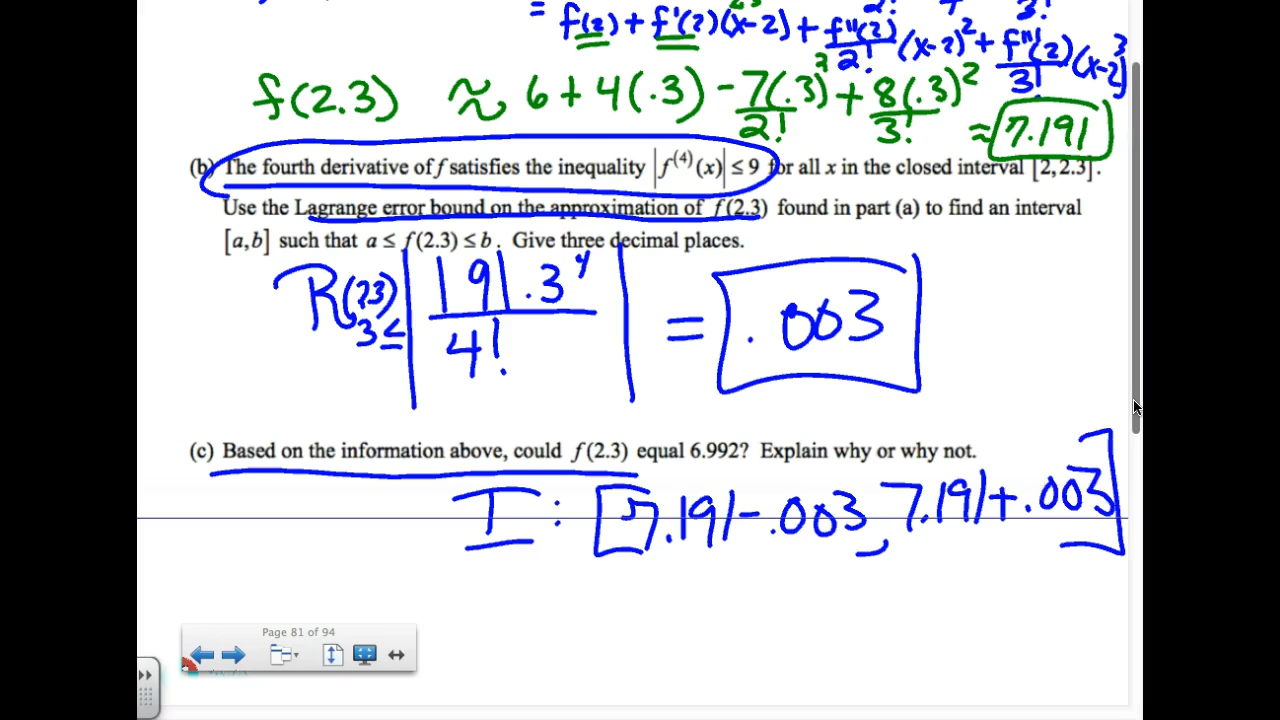 = f(2) + f'(2)(x-2) + f''(2)/2! (x-2)² + f'''(2)/3! (x-2)³
f(2.3) ≈ 6 + 4(.3) - 7(.3)²/2! + 8(.3)²/3! ≈ 7.191
(b) The fourth derivative of f satisfies the inequality |f⁽⁴⁾(x)| ≤ 9 for all x in the closed interval [2, 2.3].
Use the Lagrange error bound on the approximation of f(2.3) found in part (a) to find an interval
[a,b] such that a ≤ f(2.3) ≤ b. Give three decimal places.
R₃(2.3) ≤ | |9| .3⁴ / 4! | = .003
(c) Based on the information above, could f(2.3) equal 6.992? Explain why or why not.
I : [7.191 - .003, 7.191 + .003]
Page 81 of 94